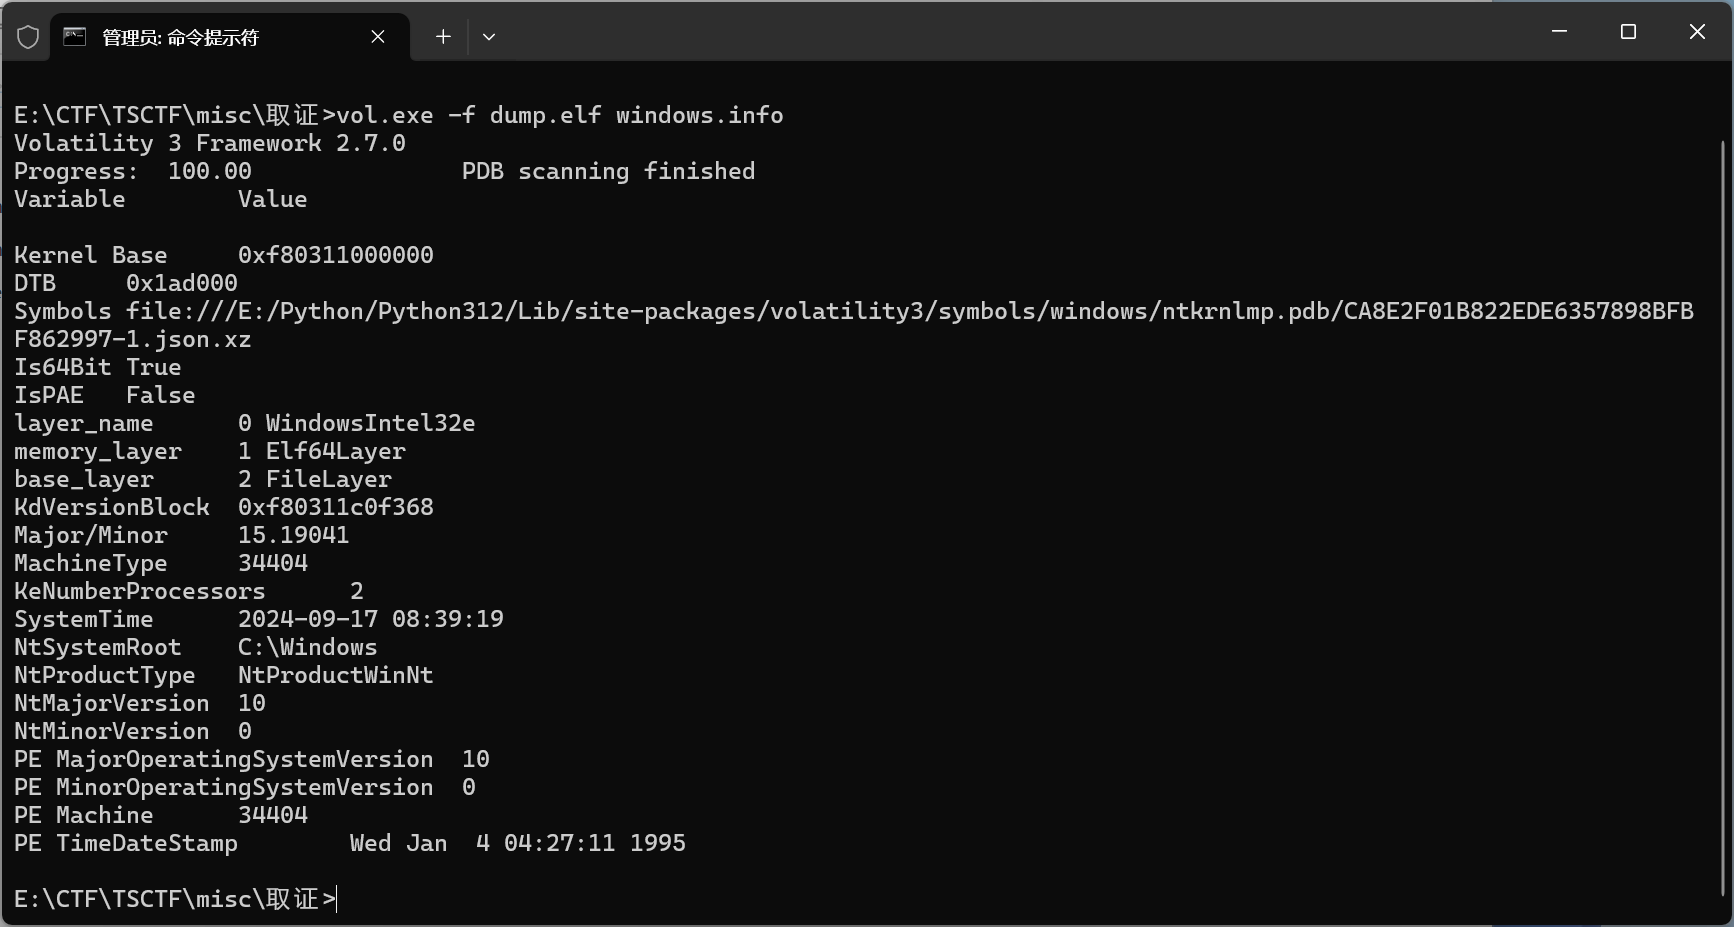 管理员: 命令提示符
E:\CTF\TSCTF\misc\取证>vol.exe -f dump.elf windows.info
Volatility 3 Framework 2.7.0
Progress:  100.00               PDB scanning finished
Variable        Value
Kernel Base     0xf80311000000
DTB     0x1ad000
Symbols file:///E:/Python/Python312/Lib/site-packages/volatility3/symbols/windows/ntkrnlmp.pdb/CA8E2F01B822EDE6357898BFB
F862997-1.json.xz
Is64Bit True
IsPAE   False
layer_name      0 WindowsIntel32e
memory_layer    1 Elf64Layer
base_layer      2 FileLayer
KdVersionBlock  0xf80311c0f368
Major/Minor     15.19041
MachineType     34404
KeNumberProcessors      2
SystemTime      2024-09-17 08:39:19
NtSystemRoot    C:\Windows
NtProductType   NtProductWinNt
NtMajorVersion  10
NtMinorVersion  0
PE MajorOperatingSystemVersion  10
PE MinorOperatingSystemVersion  0
PE Machine      34404
PE TimeDateStamp        Wed Jan  4 04:27:11 1995
E:\CTF\TSCTF\misc\取证>